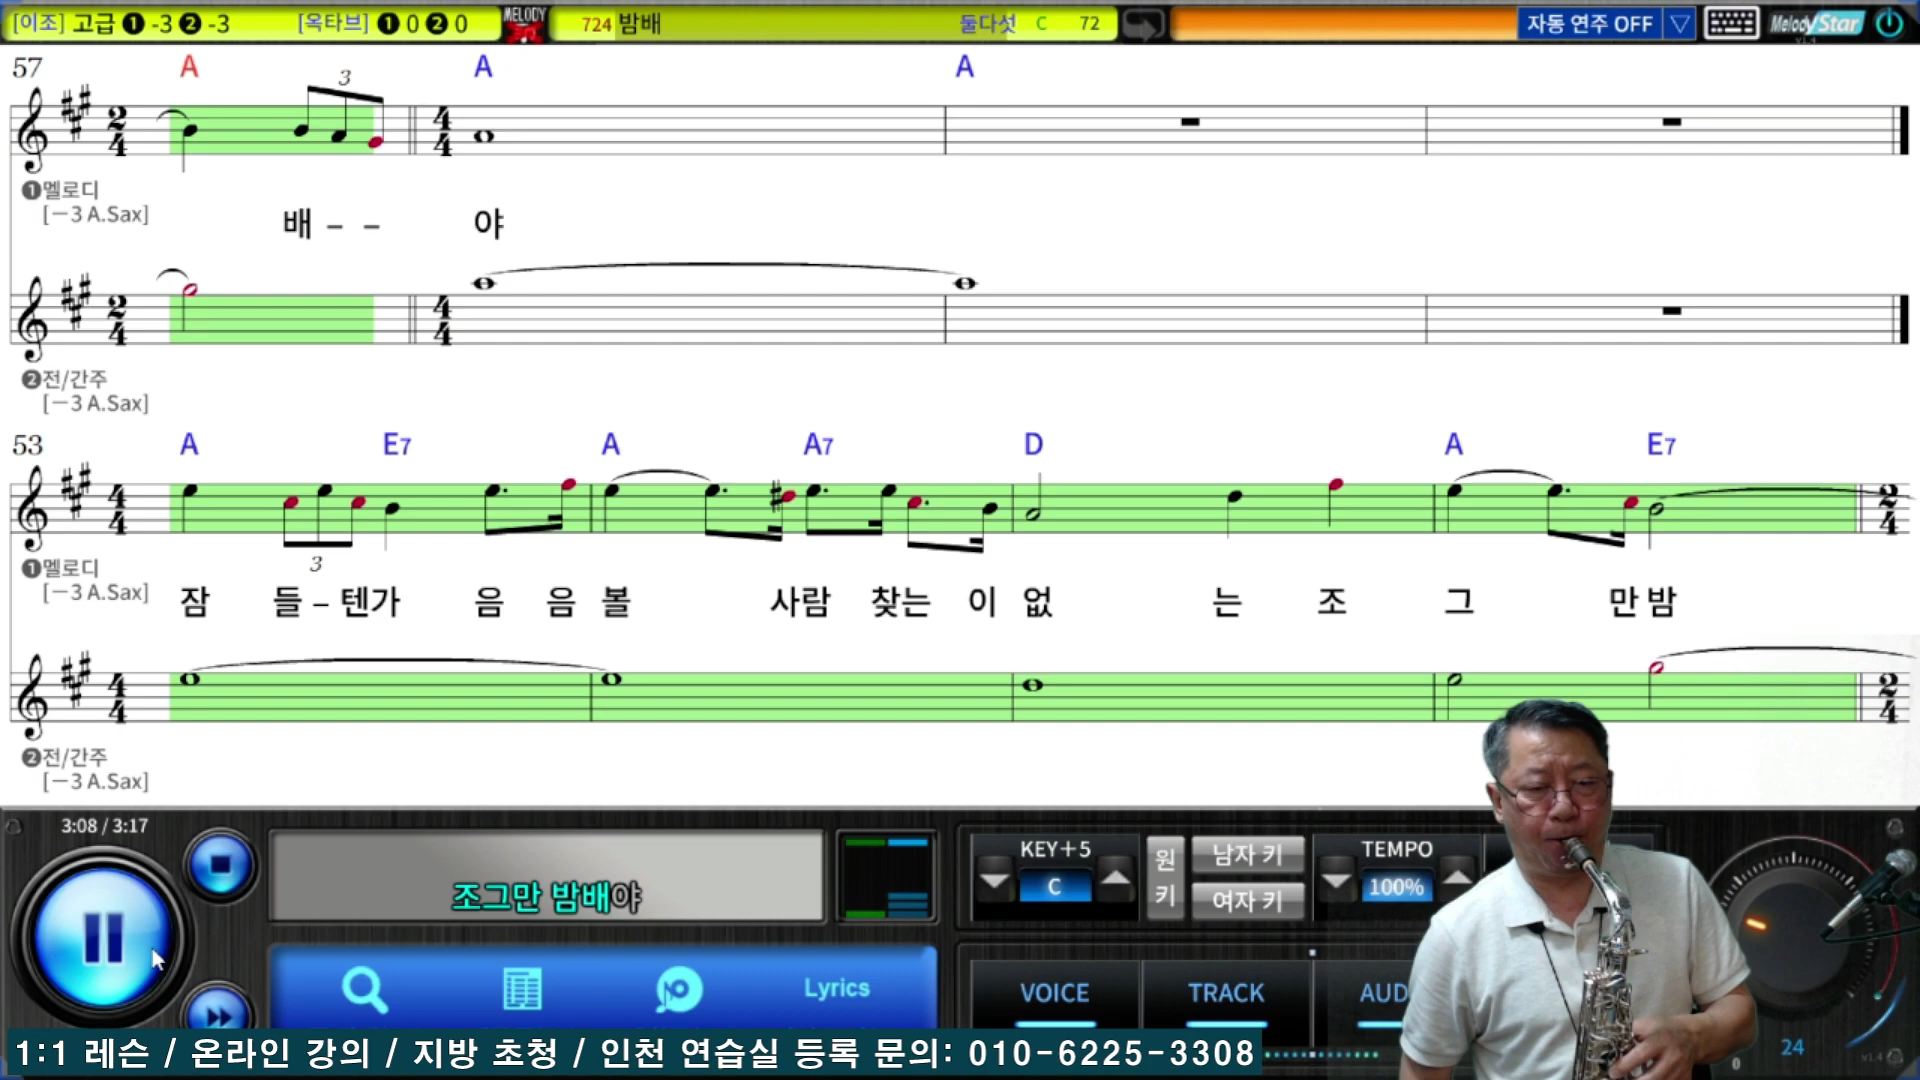 [이조] 고급 ❶ -3 ❷ -3 [옥타브] ❶ 0 ❷ 0 MELODY 724 밤배 둘다섯 C 72 자동 연주 OFF MelodyStar
57 A A A
3
❶멜로디
[－3 A.Sax]
배 – – 야
❷전/간주
[－3 A.Sax]
53 A E7 A A7 D A E7
3
❶멜로디
[－3 A.Sax]
잠 들 – 텐가 음 음 볼 사람 찾는 이 없 는 조 그 만 밤
❷전/간주
[－3 A.Sax]
3:08 / 3:17
KEY+5 원키 남자 키 TEMPO
C 여자 키 100%
조그만 밤배야
Lyrics VOICE TRACK AUD
24
v1.4
1:1 레슨 / 온라인 강의 / 지방 초청 / 인천 연습실 등록 문의: 010-6225-3308